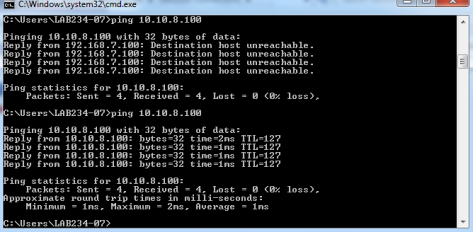 C:\Windows\system32\cmd.exe
C:\Users\LAB234-07>ping 10.10.8.100
Pinging 10.10.8.100 with 32 bytes of data:
Reply from 192.168.7.100: Destination host unreachable.
Reply from 192.168.7.100: Destination host unreachable.
Reply from 192.168.7.100: Destination host unreachable.
Reply from 192.168.7.100: Destination host unreachable.
Ping statistics for 10.10.8.100:
Packets: Sent = 4, Received = 4, Lost = 0 (0% loss),
C:\Users\LAB234-07>ping 10.10.8.100
Pinging 10.10.8.100 with 32 bytes of data:
Reply from 10.10.8.100: bytes=32 time=2ms TTL=127
Reply from 10.10.8.100: bytes=32 time=1ms TTL=127
Reply from 10.10.8.100: bytes=32 time=1ms TTL=127
Reply from 10.10.8.100: bytes=32 time=1ms TTL=127
Ping statistics for 10.10.8.100:
Packets: Sent = 4, Received = 4, Lost = 0 (0% loss),
Approximate round trip times in milli-seconds:
Minimum = 1ms, Maximum = 2ms, Average = 1ms
C:\Users\LAB234-07>